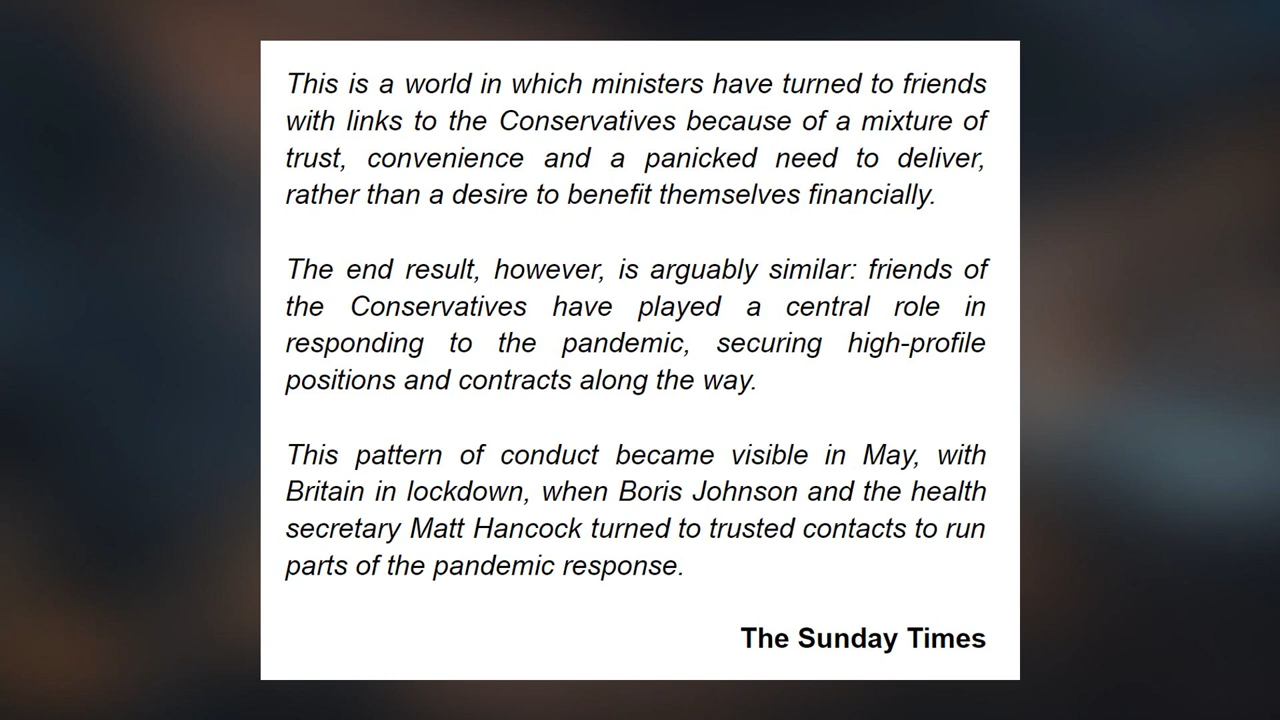 This is a world in which ministers have turned to friends
with links to the Conservatives because of a mixture of
trust, convenience and a panicked need to deliver,
rather than a desire to benefit themselves financially.
The end result, however, is arguably similar: friends of
the Conservatives have played a central role in
responding to the pandemic, securing high-profile
positions and contracts along the way.
This pattern of conduct became visible in May, with
Britain in lockdown, when Boris Johnson and the health
secretary Matt Hancock turned to trusted contacts to run
parts of the pandemic response.
The Sunday Times